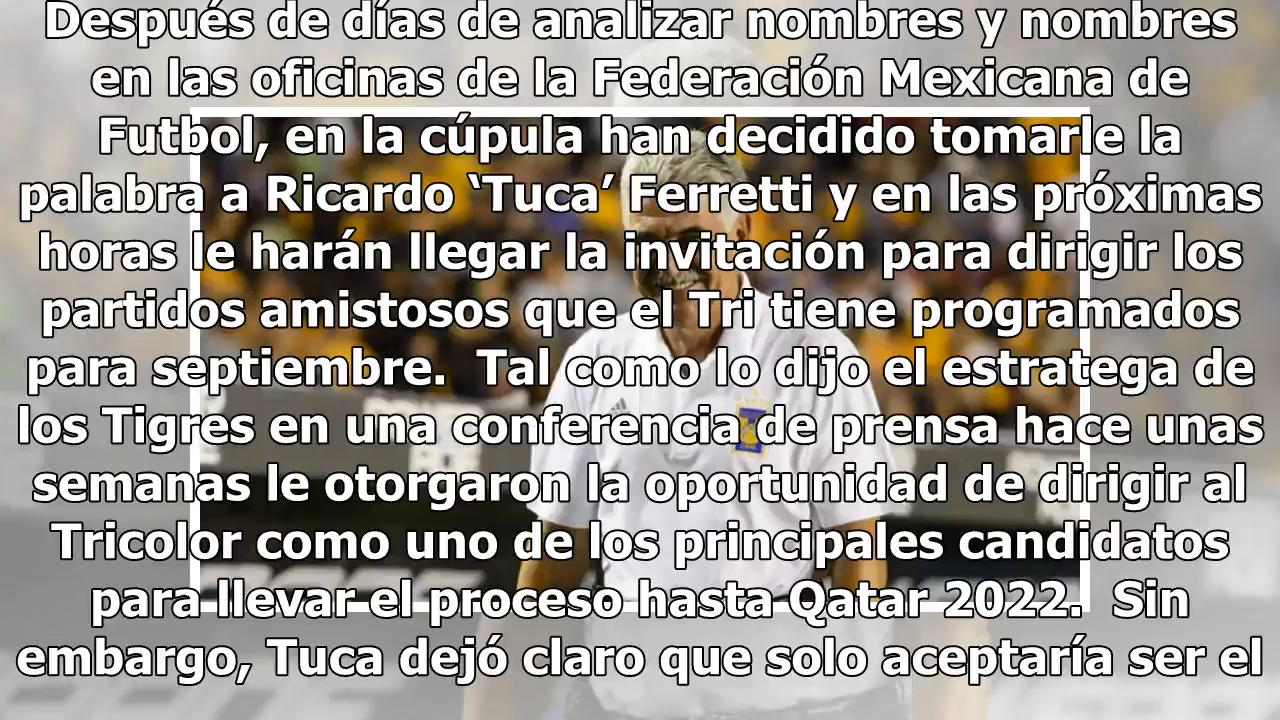 Después de días de analizar nombres y nombres
en las oficinas de la Federación Mexicana de
Futbol, en la cúpula han decidido tomarle la
palabra a Ricardo ‘Tuca’ Ferretti y en las próximas
horas le harán llegar la invitación para dirigir los
partidos amistosos que el Tri tiene programados
para septiembre.  Tal como lo dijo el estratega de
los Tigres en una conferencia de prensa hace unas
semanas le otorgaron la oportunidad de dirigir al
Tricolor como uno de los principales candidatos
para llevar el proceso hasta Qatar 2022.  Sin
embargo, Tuca dejó claro que solo aceptaría ser el